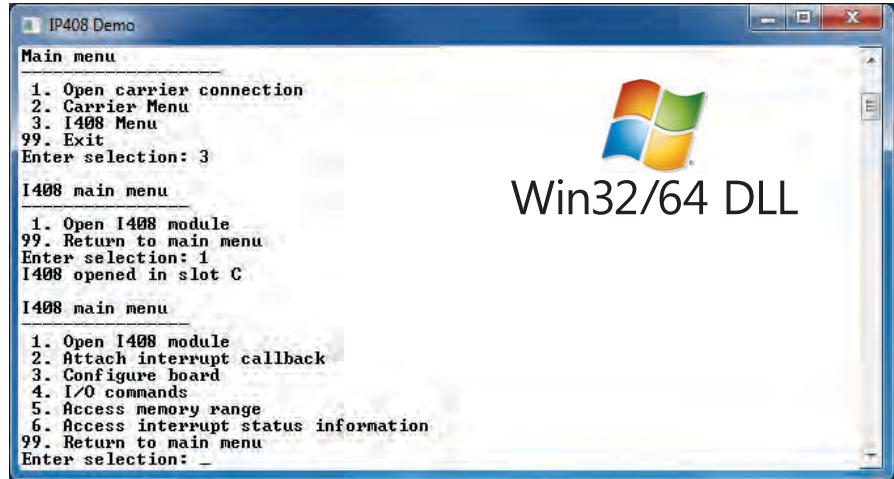 IP408 Demo
Main menu
--------------------
1. Open carrier connection
2. Carrier Menu
3. I408 Menu
99. Exit
Enter selection: 3
I408 main menu
-----------------
1. Open I408 module
99. Return to main menu
Enter selection: 1
I408 opened in slot C
I408 main menu
-----------------
1. Open I408 module
2. Attach interrupt callback
3. Configure board
4. I/O commands
5. Access memory range
6. Access interrupt status information
99. Return to main menu
Enter selection: _
Win32/64 DLL